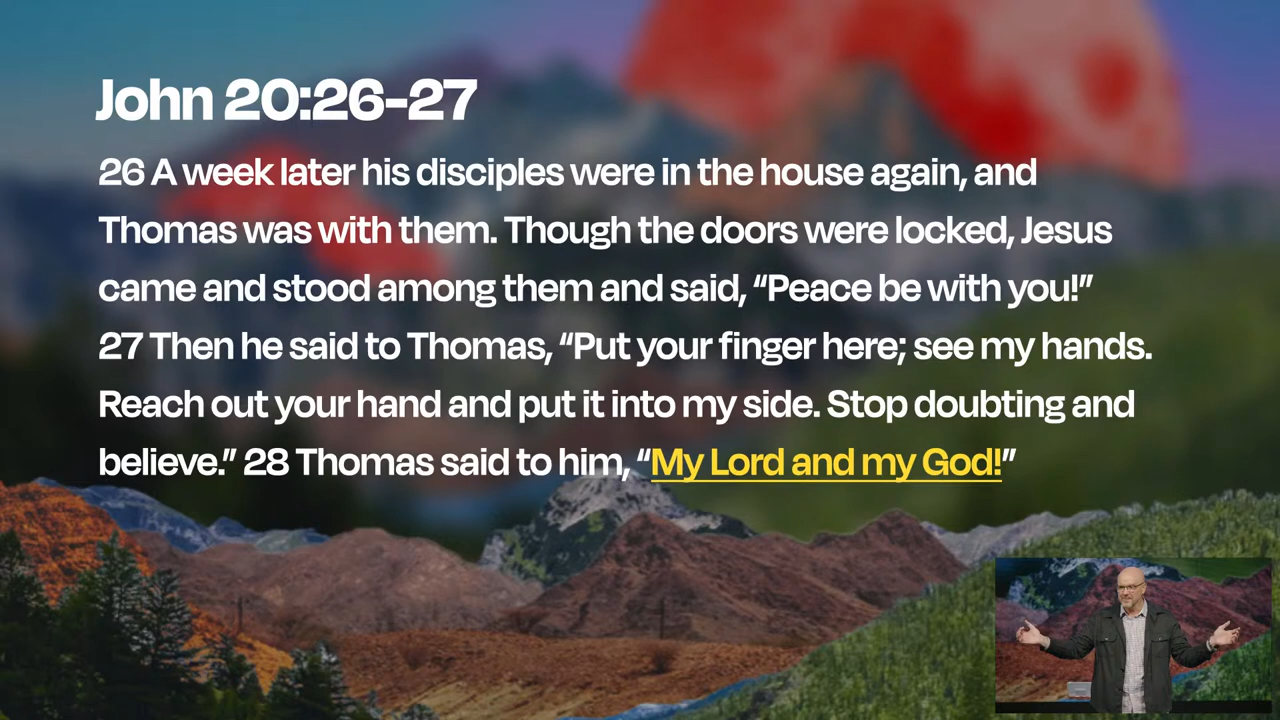 John 20:26-27
26 A week later his disciples were in the house again, and
Thomas was with them. Though the doors were locked, Jesus
came and stood among them and said, “Peace be with you!”
27 Then he said to Thomas, “Put your finger here; see my hands.
Reach out your hand and put it into my side. Stop doubting and
believe.” 28 Thomas said to him, “My Lord and my God!”